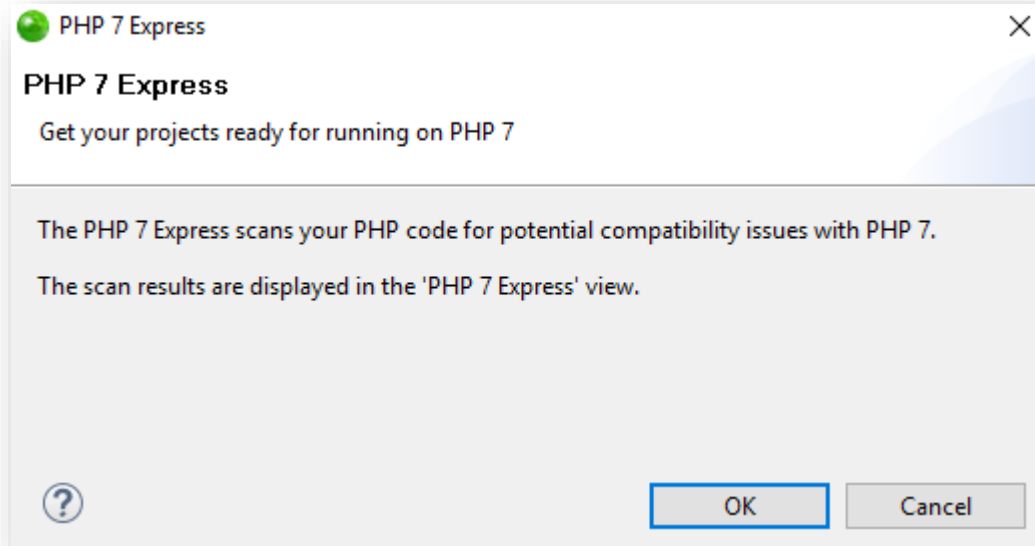 PHP 7 Express
PHP 7 Express
Get your projects ready for running on PHP 7
The PHP 7 Express scans your PHP code for potential compatibility issues with PHP 7.
The scan results are displayed in the 'PHP 7 Express' view.
?
OK
Cancel